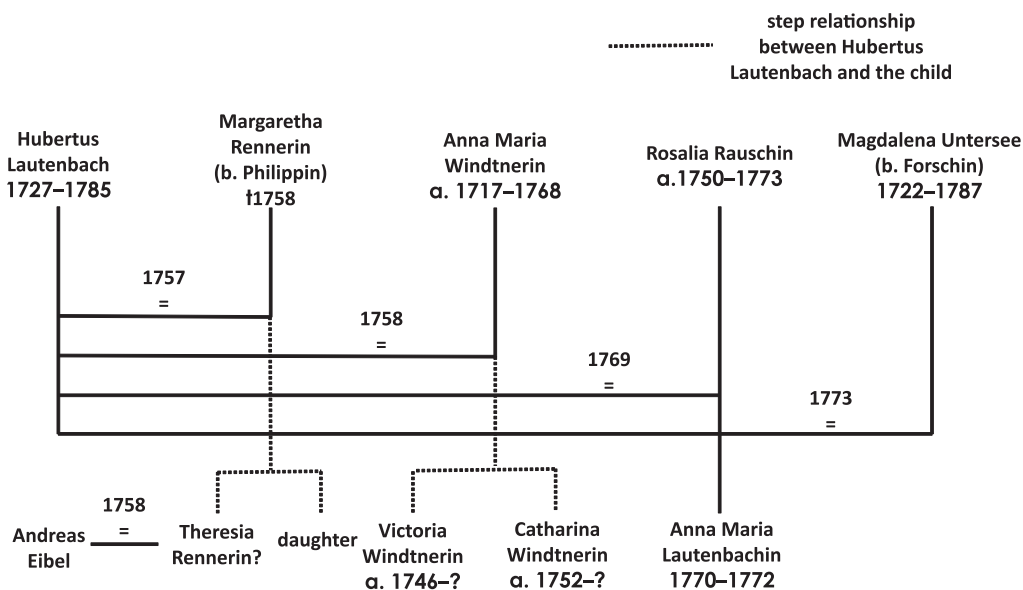 step relationship
between Hubertus
Lautenbach and the child
Hubertus
Lautenbach
1727–1785
Margaretha
Rennerin
(b. Philippin)
†1758
Anna Maria
Windtnerin
a. 1717–1768
Rosalia Rauschin
a.1750–1773
Magdalena Untersee
(b. Forschin)
1722–1787
1757
=
1758
=
1769
=
1773
=
Andreas
Eibel
1758
=
Theresia
Rennerin?
daughter
Victoria
Windtnerin
a. 1746–?
Catharina
Windtnerin
a. 1752–?
Anna Maria
Lautenbachin
1770–1772